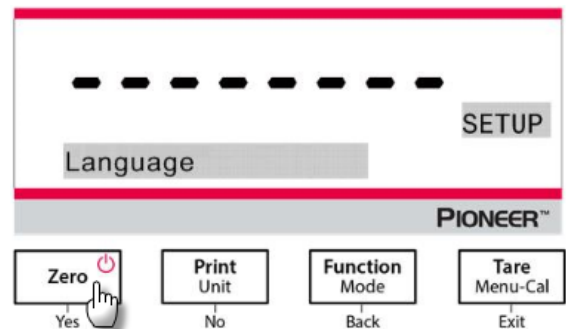 --------
SETUP
Language
PIONEER™
Zero Print Function Tare
Unit Mode Menu-Cal
Yes No Back Exit